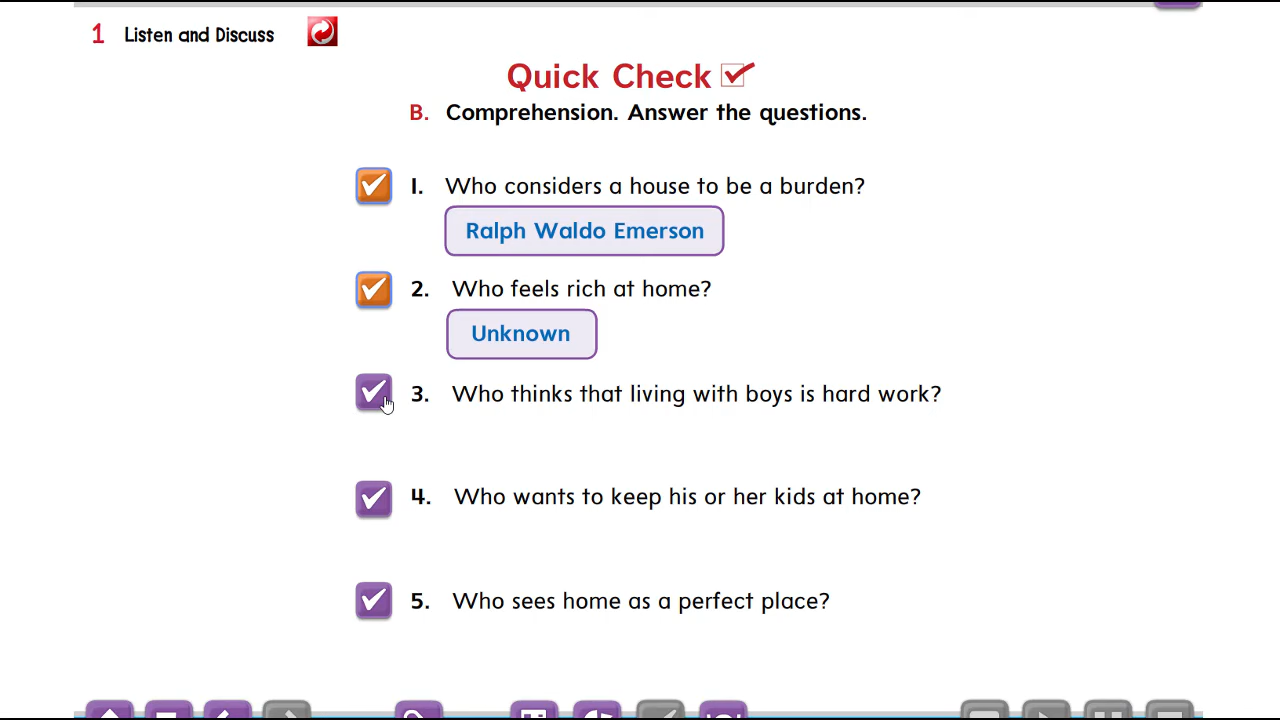 1 Listen and Discuss
Quick Check
B. Comprehension. Answer the questions.
1. Who considers a house to be a burden?
Ralph Waldo Emerson
2. Who feels rich at home?
Unknown
3. Who thinks that living with boys is hard work?
4. Who wants to keep his or her kids at home?
5. Who sees home as a perfect place?